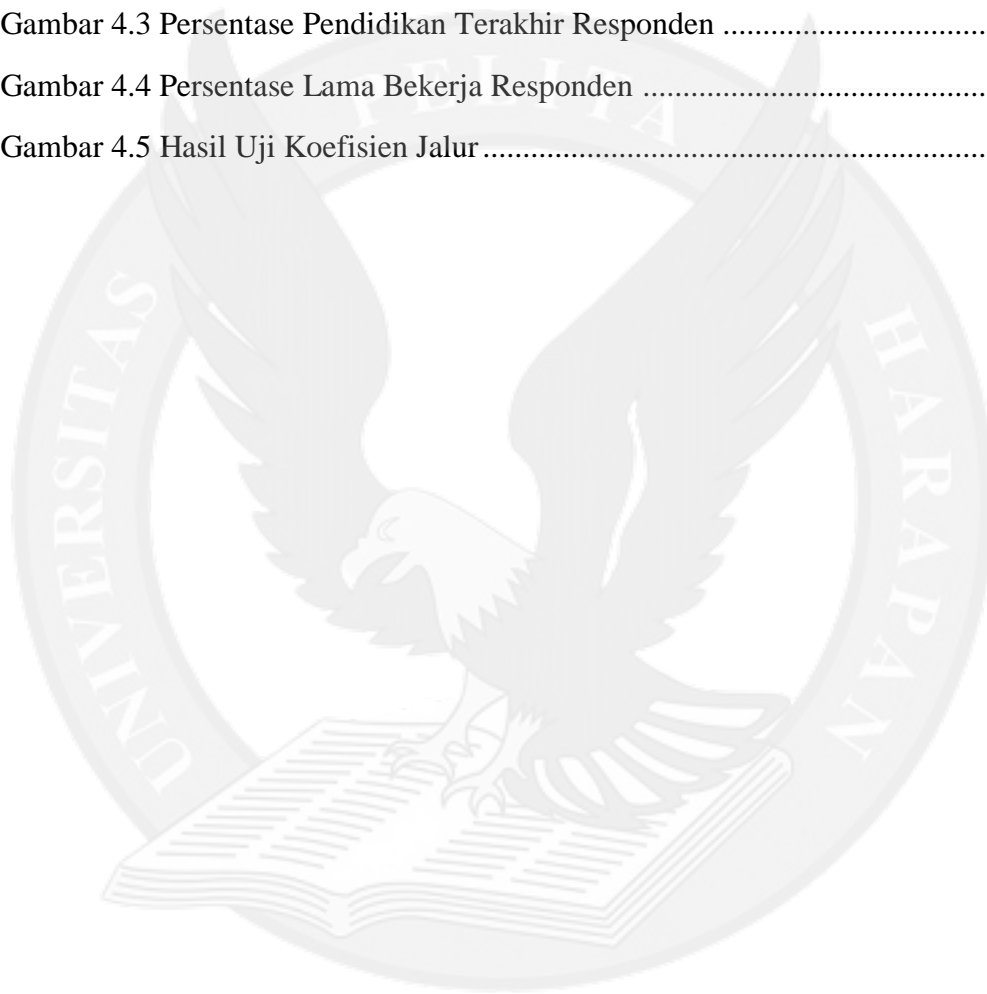 Gambar 4.3 Persentase Pendidikan Terakhir Responden .................................
Gambar 4.4 Persentase Lama Bekerja Responden ...........................................
Gambar 4.5 Hasil Uji Koefisien Jalur ...............................................................
UNIVERSITAS PELITA HARAPAN